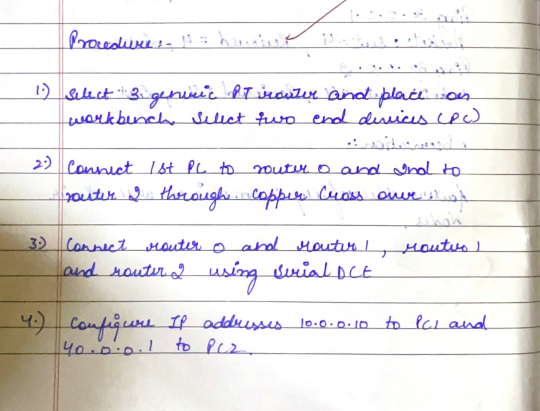 Procedure :-
1.) Select 3 generic PT router and place on
workbench. Select two end devices (PC)
2.) Connect 1st PC to router 0 and 2nd to
router 2 through copper cross over
3.) Connect router 0 and router 1, router 1
and router 2 using serial DCE
4.) Configure IP addresses 10.0.0.10 to PC1 and
40.0.0.1 to PC2.